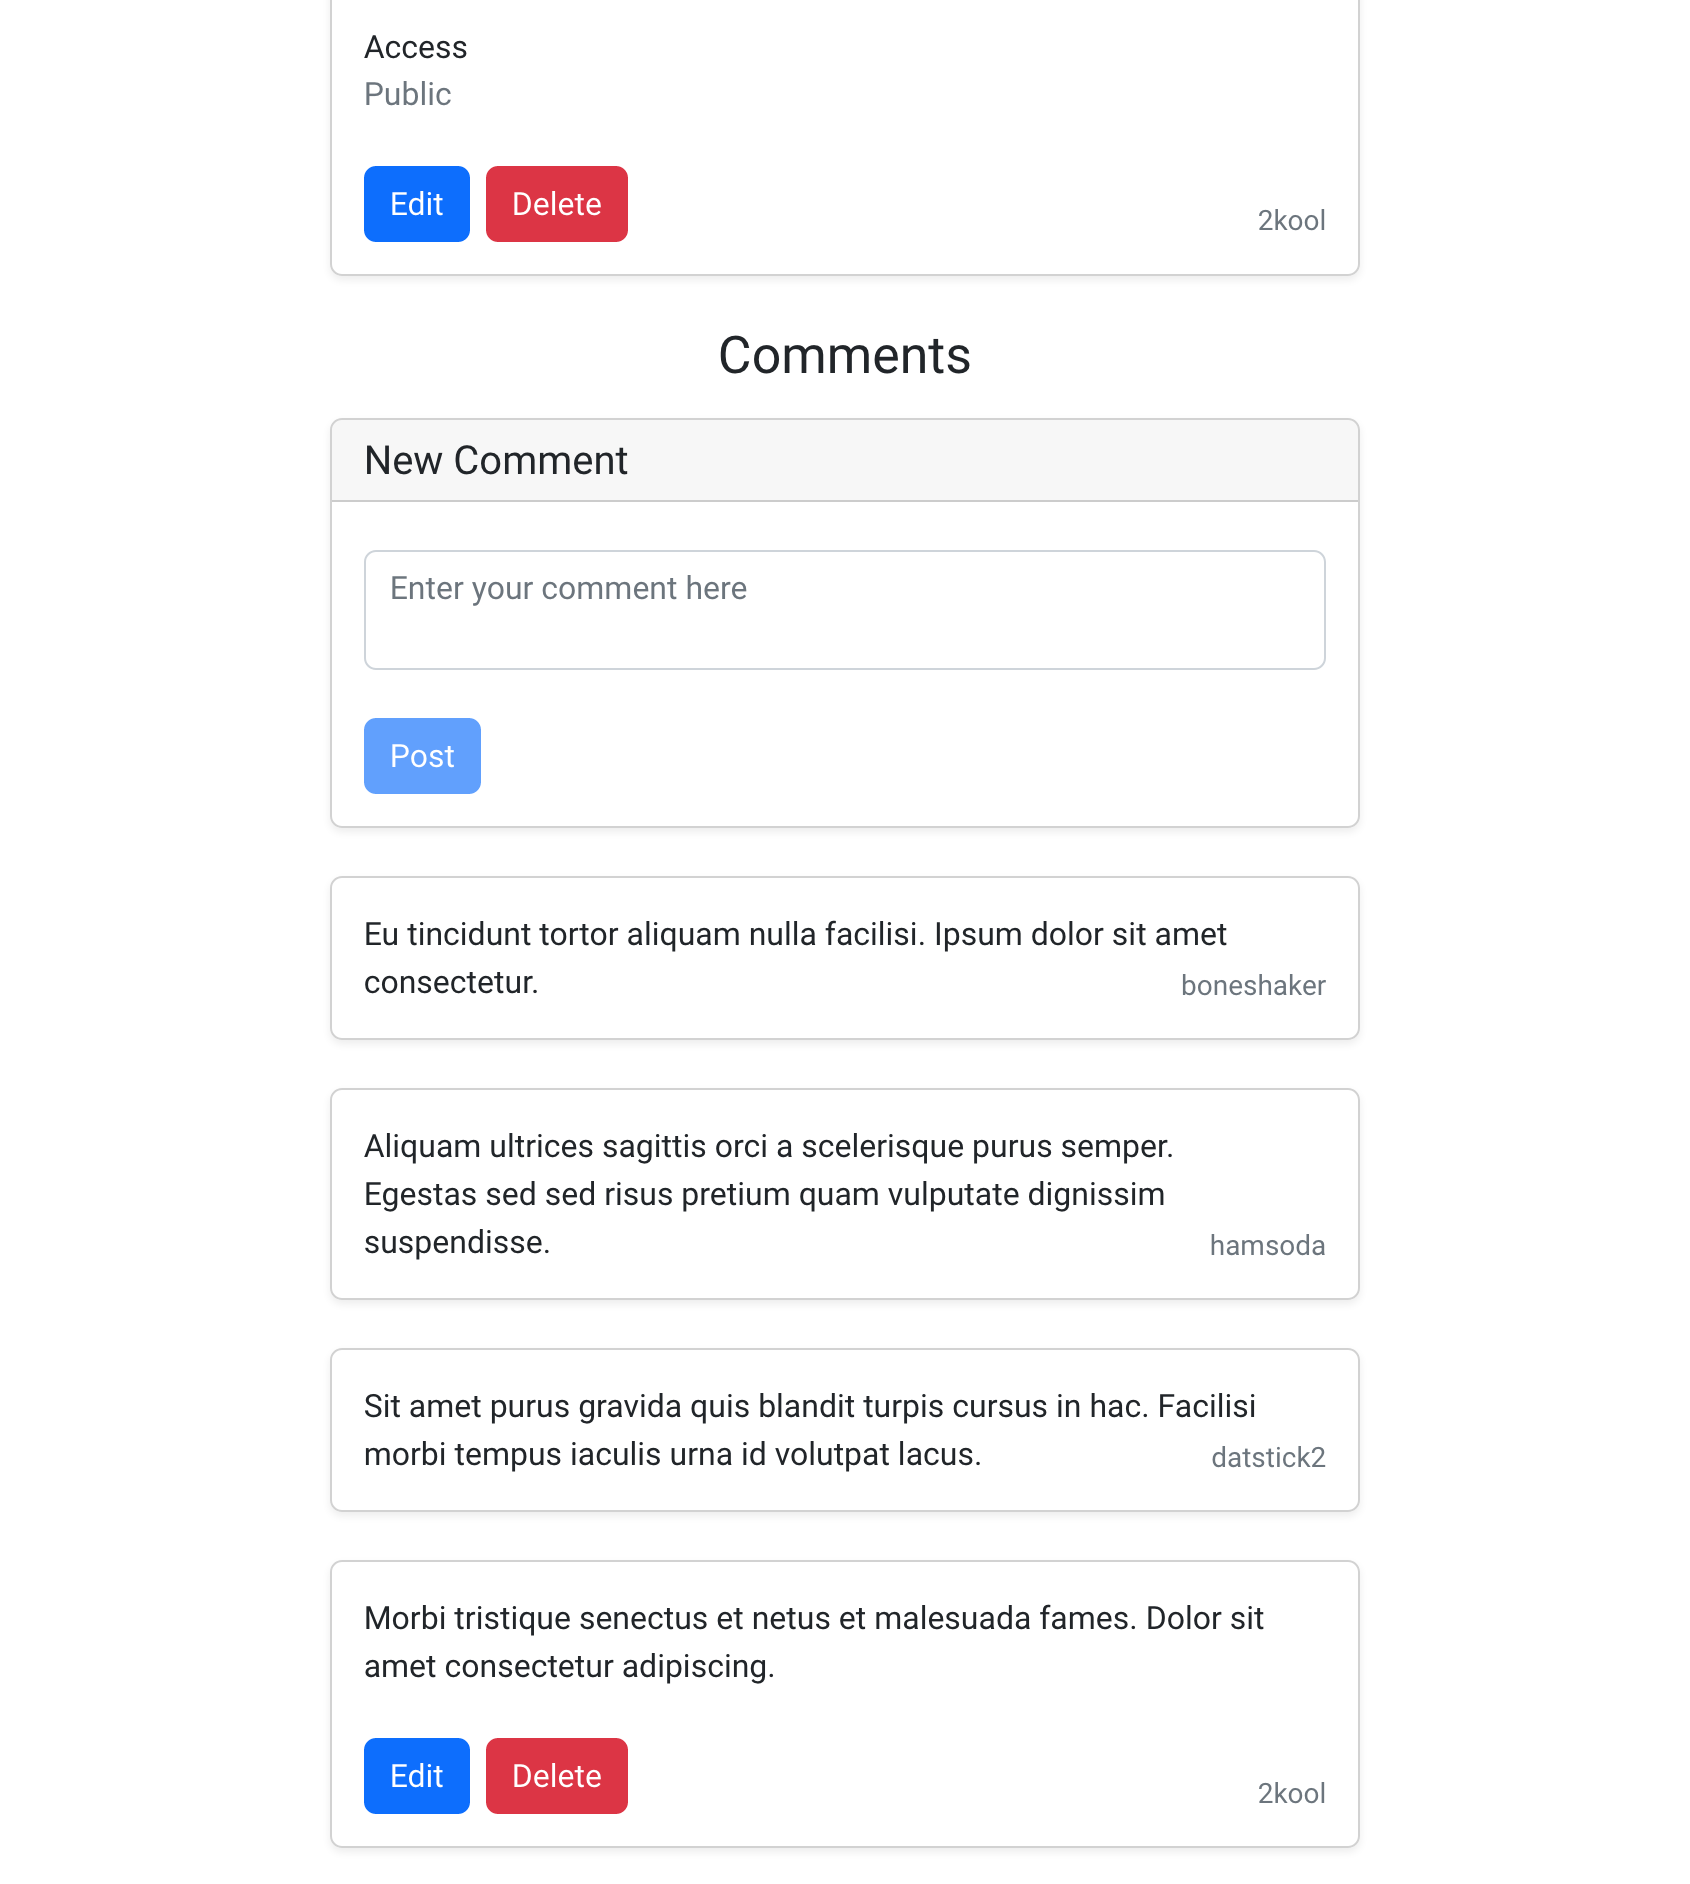 Access
Public
Edit Delete
2kool
Comments
New Comment
Enter your comment here
Post
Eu tincidunt tortor aliquam nulla facilisi. Ipsum dolor sit amet
consectetur.
boneshaker
Aliquam ultrices sagittis orci a scelerisque purus semper.
Egestas sed sed risus pretium quam vulputate dignissim
suspendisse.
hamsoda
Sit amet purus gravida quis blandit turpis cursus in hac. Facilisi
morbi tempus iaculis urna id volutpat lacus.
datstick2
Morbi tristique senectus et netus et malesuada fames. Dolor sit
amet consectetur adipiscing.
Edit Delete
2kool